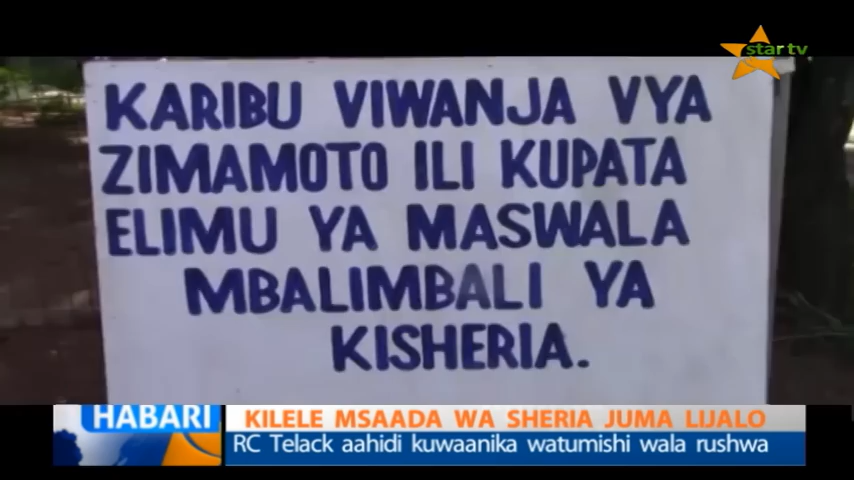 star tv
KARIBU VIWANJA VYA
ZIMAMOTO ILI KUPATA
ELIMU YA MASWALA
MBALIMBALI YA
KISHERIA.
HABARI
KILELE MSAADA WA SHERIA JUMA LIJALO
RC Telack aahidi kuwaanika watumishi wala rushwa